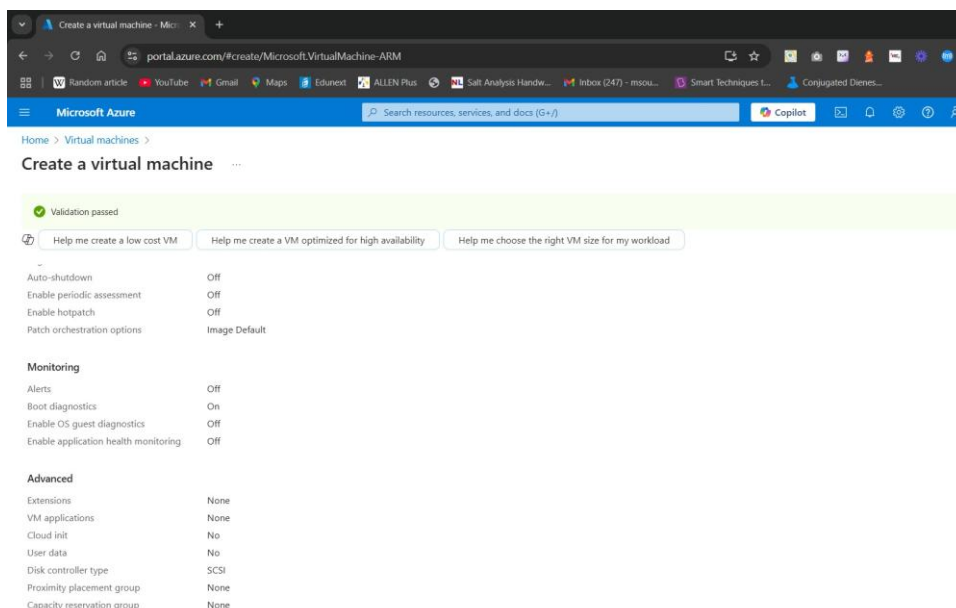 Create a virtual machine - Micr
portal.azure.com/#create/Microsoft.VirtualMachine-ARM
Random article YouTube Gmail Maps Edunext ALLEN Plus NL Salt Analysis Handw... Inbox (247) - msou... Smart Techniques t... Conjugated Dienes...
Microsoft Azure Search resources, services, and docs (G+/) Copilot
Home > Virtual machines >
Create a virtual machine ...
Validation passed
Help me create a low cost VM Help me create a VM optimized for high availability Help me choose the right VM size for my workload
Auto-shutdown Off
Enable periodic assessment Off
Enable hotpatch Off
Patch orchestration options Image Default
Monitoring
Alerts Off
Boot diagnostics On
Enable OS guest diagnostics Off
Enable application health monitoring Off
Advanced
Extensions None
VM applications None
Cloud init No
User data No
Disk controller type SCSI
Proximity placement group None
Capacity reservation group None